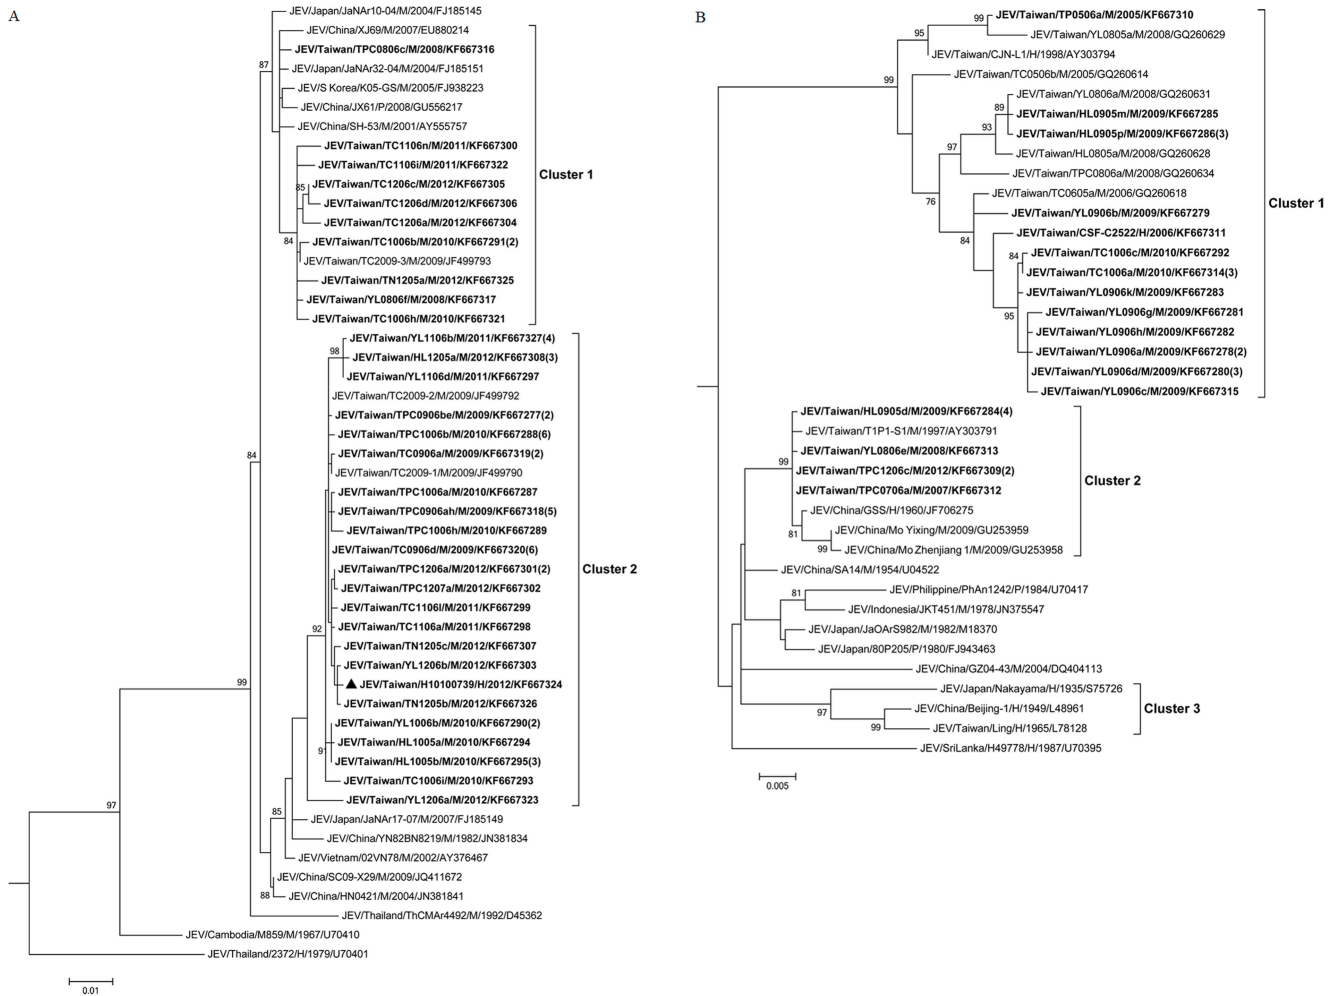 A
JEV/Japan/JaNAr10-04/M/2004/FJ185145
JEV/China/XJ69/M/2007/EU880214
JEV/Taiwan/TPC0806c/M/2008/KF667316
87
JEV/Japan/JaNAr32-04/M/2004/FJ185151
JEV/S Korea/K05-GS/M/2005/FJ938223
JEV/China/JX61/P/2008/GU556217
JEV/China/SH-53/M/2001/AY555757
JEV/Taiwan/TC1106n/M/2011/KF667300
JEV/Taiwan/TC1106i/M/2011/KF667322
Cluster 1
85
JEV/Taiwan/TC1206c/M/2012/KF667305
JEV/Taiwan/TC1206d/M/2012/KF667306
JEV/Taiwan/TC1206a/M/2012/KF667304
84
JEV/Taiwan/TC1006b/M/2010/KF667291(2)
JEV/Taiwan/TC2009-3/M/2009/JF499793
JEV/Taiwan/TN1205a/M/2012/KF667325
JEV/Taiwan/YL0806f/M/2008/KF667317
JEV/Taiwan/TC1006h/M/2010/KF667321
JEV/Taiwan/YL1106b/M/2011/KF667327(4)
98
JEV/Taiwan/HL1205a/M/2012/KF667308(3)
JEV/Taiwan/YL1106d/M/2011/KF667297
JEV/Taiwan/TC2009-2/M/2009/JF499792
JEV/Taiwan/TPC0906be/M/2009/KF667277(2)
JEV/Taiwan/TPC1006b/M/2010/KF667288(6)
84
JEV/Taiwan/TC0906a/M/2009/KF667319(2)
JEV/Taiwan/TC2009-1/M/2009/JF499790
JEV/Taiwan/TPC1006a/M/2010/KF667287
JEV/Taiwan/TPC0906ah/M/2009/KF667318(5)
JEV/Taiwan/TPC1006h/M/2010/KF667289
JEV/Taiwan/TC0906d/M/2009/KF667320(6)
JEV/Taiwan/TPC1206a/M/2012/KF667301(2)
Cluster 2
JEV/Taiwan/TPC1207a/M/2012/KF667302
JEV/Taiwan/TC1106l/M/2011/KF667299
92
JEV/Taiwan/TC1106a/M/2011/KF667298
JEV/Taiwan/TN1205c/M/2012/KF667307
JEV/Taiwan/YL1206b/M/2012/KF667303
99
JEV/Taiwan/H10100739/H/2012/KF667324
JEV/Taiwan/TN1205b/M/2012/KF667326
JEV/Taiwan/YL1006b/M/2010/KF667290(2)
JEV/Taiwan/HL1005a/M/2010/KF667294
91
JEV/Taiwan/HL1005b/M/2010/KF667295(3)
JEV/Taiwan/TC1006i/M/2010/KF667293
JEV/Taiwan/YL1206a/M/2012/KF667323
97
85
JEV/Japan/JaNAr17-07/M/2007/FJ185149
JEV/China/YN82BN8219/M/1982/JN381834
JEV/Vietnam/02VN78/M/2002/AY376467
JEV/China/SC09-X29/M/2009/JQ411672
88
JEV/China/HN0421/M/2004/JN381841
JEV/Thailand/ThCMAr4492/M/1992/D45362
JEV/Cambodia/M859/M/1967/U70410
JEV/Thailand/2372/H/1979/U70401
0.01
B
99
JEV/Taiwan/TP0506a/M/2005/KF667310
95
JEV/Taiwan/YL0805a/M/2008/GQ260629
JEV/Taiwan/CJN-L1/H/1998/AY303794
99
JEV/Taiwan/TC0506b/M/2005/GQ260614
JEV/Taiwan/YL0806a/M/2008/GQ260631
89
JEV/Taiwan/HL0905m/M/2009/KF667285
93
JEV/Taiwan/HL0905p/M/2009/KF667286(3)
97
JEV/Taiwan/HL0805a/M/2008/GQ260628
JEV/Taiwan/TPC0806a/M/2008/GQ260634
76
JEV/Taiwan/TC0605a/M/2006/GQ260618
Cluster 1
JEV/Taiwan/YL0906b/M/2009/KF667279
84
JEV/Taiwan/CSF-C2522/H/2006/KF667311
84
JEV/Taiwan/TC1006c/M/2010/KF667292
JEV/Taiwan/TC1006a/M/2010/KF667314(3)
JEV/Taiwan/YL0906k/M/2009/KF667283
95
JEV/Taiwan/YL0906g/M/2009/KF667281
JEV/Taiwan/YL0906h/M/2009/KF667282
JEV/Taiwan/YL0906a/M/2009/KF667278(2)
JEV/Taiwan/YL0906d/M/2009/KF667280(3)
JEV/Taiwan/YL0906c/M/2009/KF667315
JEV/Taiwan/HL0905d/M/2009/KF667284(4)
JEV/Taiwan/T1P1-S1/M/1997/AY303791
JEV/Taiwan/YL0806e/M/2008/KF667313
99
JEV/Taiwan/TPC1206c/M/2012/KF667309(2)
Cluster 2
JEV/Taiwan/TPC0706a/M/2007/KF667312
JEV/China/GSS/H/1960/JF706275
81
JEV/China/Mo Yixing/M/2009/GU253959
99
JEV/China/Mo Zhenjiang 1/M/2009/GU253958
JEV/China/SA14/M/1954/U04522
81
JEV/Philippine/PhAn1242/P/1984/U70417
JEV/Indonesia/JKT451/M/1978/JN375547
JEV/Japan/JaOArS982/M/1982/M18370
JEV/Japan/80P205/P/1980/FJ943463
JEV/China/GZ04-43/M/2004/DQ404113
JEV/Japan/Nakayama/H/1935/S75726
97
JEV/China/Beijing-1/H/1949/L48961
Cluster 3
99
JEV/Taiwan/Ling/H/1965/L78128
JEV/SriLanka/H49778/H/1987/U70395
0.005